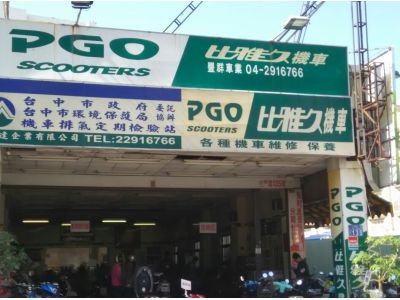 PGO
SCOOTERS
比雅久機車
豐群車業 04-2916766
台中市政府委託
台中市環境保護局協辦
機車排氣定期檢驗站
達企業有限公司 TEL:22916766
PGO
SCOOTERS
比雅久機車
各種機車維修 保養
PGO
PGO
比雅久